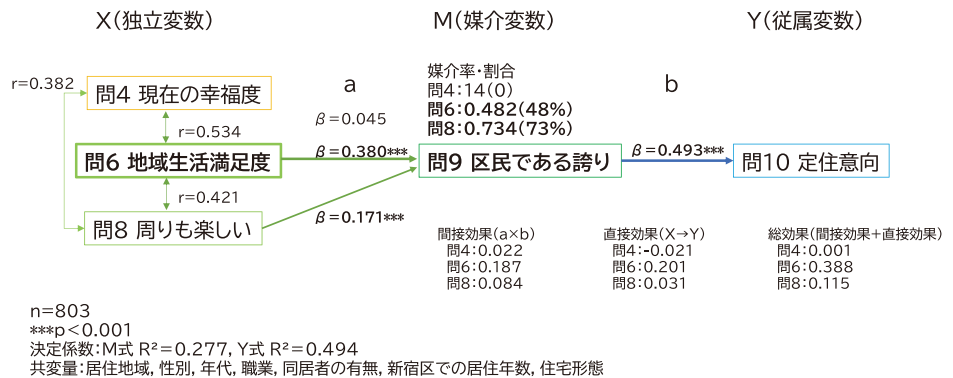 X(独立変数)
M(媒介変数)
Y(従属変数)
r=0.382
問4 現在の幸福度
a
媒介率・割合
問4:14(0)
問6:0.482(48%)
問8:0.734(73%)
b
r=0.534
β=0.045
問6 地域生活満足度
β=0.380***
問9 区民である誇り
β=0.493***
問10 定住意向
r=0.421
問8 周りも楽しい
β=0.171***
間接効果(a×b)
問4:0.022
問6:0.187
問8:0.084
直接効果(X→Y)
問4:-0.021
問6:0.201
問8:0.031
総効果(間接効果+直接効果)
問4:0.001
問6:0.388
問8:0.115
n=803
***p<0.001
決定係数:M式 R²=0.277, Y式 R²=0.494
共変量:居住地域, 性別, 年代, 職業, 同居者の有無, 新宿区での居住年数, 住宅形態